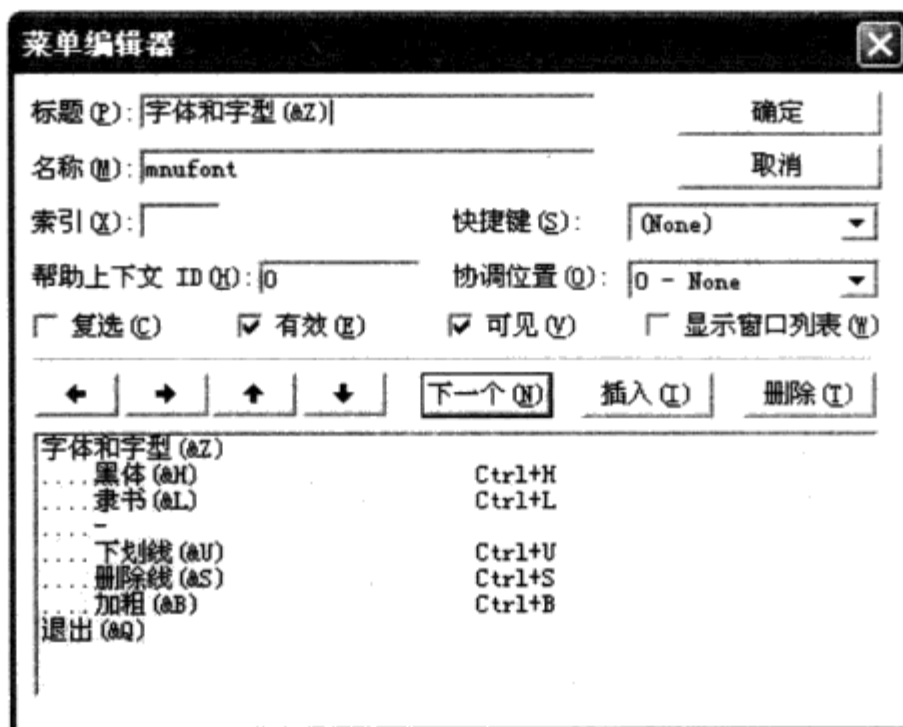 菜单编辑器
标题(P): 字体和字型(&Z) 确定
名称(M): mnufont 取消
索引(X): 快捷键(S): (None)
帮助上下文 ID(H): 0 协调位置(O): 0 - None
复选(C) 有效(E) 可见(V) 显示窗口列表(W)
下一个(N) 插入(I) 删除(T)
字体和字型(&Z)
....黑体(&H) Ctrl+H
....隶书(&L) Ctrl+L
....-
....下划线(&U) Ctrl+U
....册除线(&S) Ctrl+S
....加粗(&B) Ctrl+B
退出(&Q)